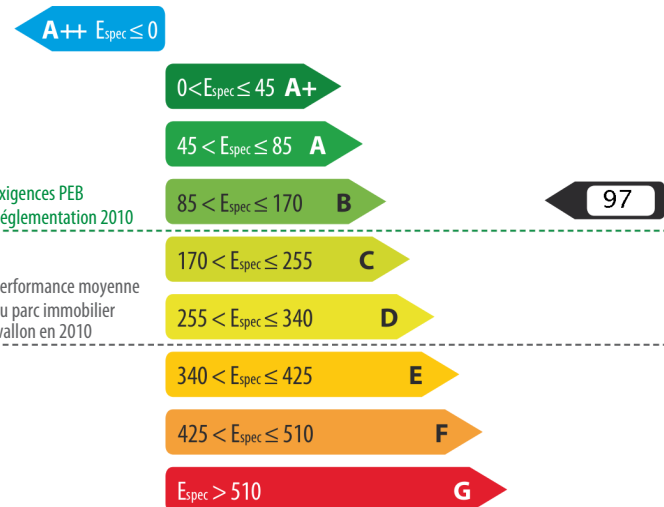 A++ Espec ≤ 0
0<Espec ≤ 45 A+
45 < Espec ≤ 85 A
xigences PEB
églementation 2010
85 < Espec ≤ 170 B
97
170 < Espec ≤ 255 C
erformance moyenne
u parc immobilier
vallon en 2010
255 < Espec ≤ 340 D
340 < Espec ≤ 425 E
425 < Espec ≤ 510 F
Espec > 510 G